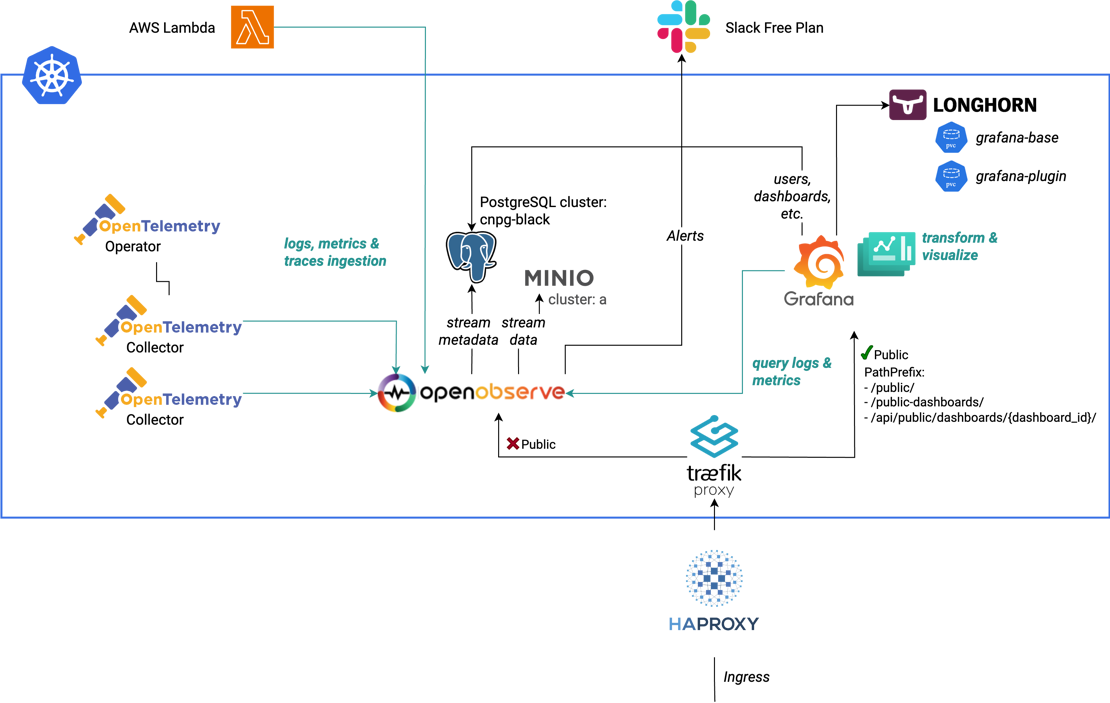 AWS Lambda
Slack Free Plan
LONGHORN
pvc
grafana-base
pvc
grafana-plugin
users,
dashboards,
etc.
PostgreSQL cluster:
cnpg-black
OpenTelemetry
Operator
logs, metrics &
traces ingestion
Alerts
transform &
visualize
MINIO
cluster: a
Grafana
OpenTelemetry
Collector
stream
metadata
stream
data
Public
PathPrefix:
- /public/
- /public-dashboards/
- /api/public/dashboards/{dashboard_id}/
query logs &
metrics
OpenTelemetry
Collector
openobserve
Public
træfik
proxy
HAPROXY
Ingress